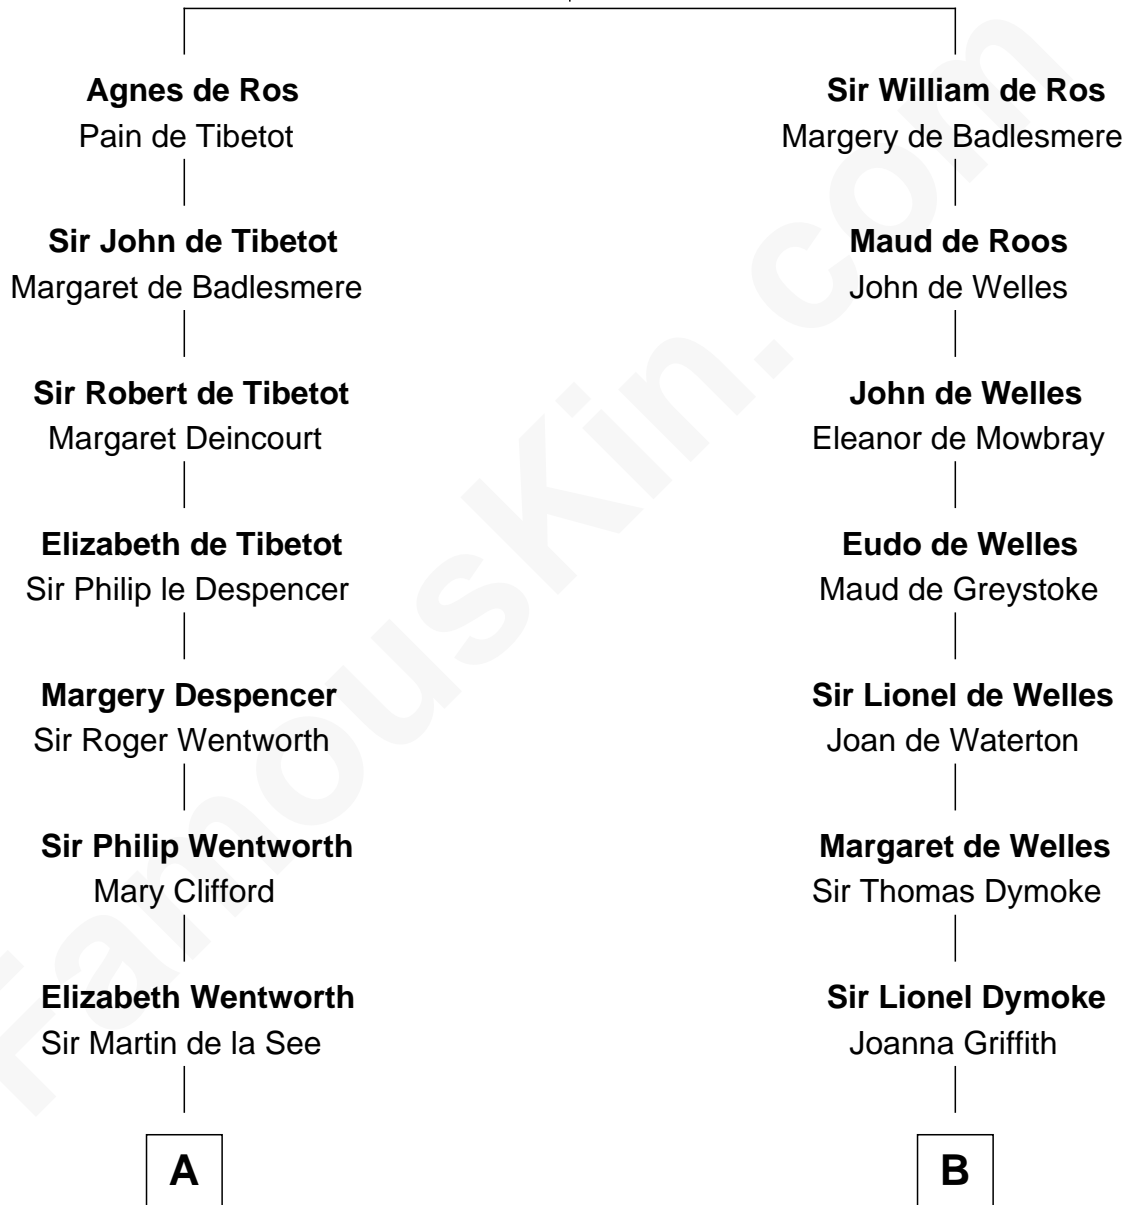 Agnes de Ros
Pain de Tibetot
Sir William de Ros
Margery de Badlesmere
Sir John de Tibetot
Margaret de Badlesmere
Maud de Roos
John de Welles
Sir Robert de Tibetot
Margaret Deincourt
John de Welles
Eleanor de Mowbray
Elizabeth de Tibetot
Sir Philip le Despencer
Eudo de Welles
Maud de Greystoke
Margery Despencer
Sir Roger Wentworth
Sir Lionel de Welles
Joan de Waterton
Sir Philip Wentworth
Mary Clifford
Margaret de Welles
Sir Thomas Dymoke
Elizabeth Wentworth
Sir Martin de la See
Sir Lionel Dymoke
Joanna Griffith
A
B
FamousKin.com